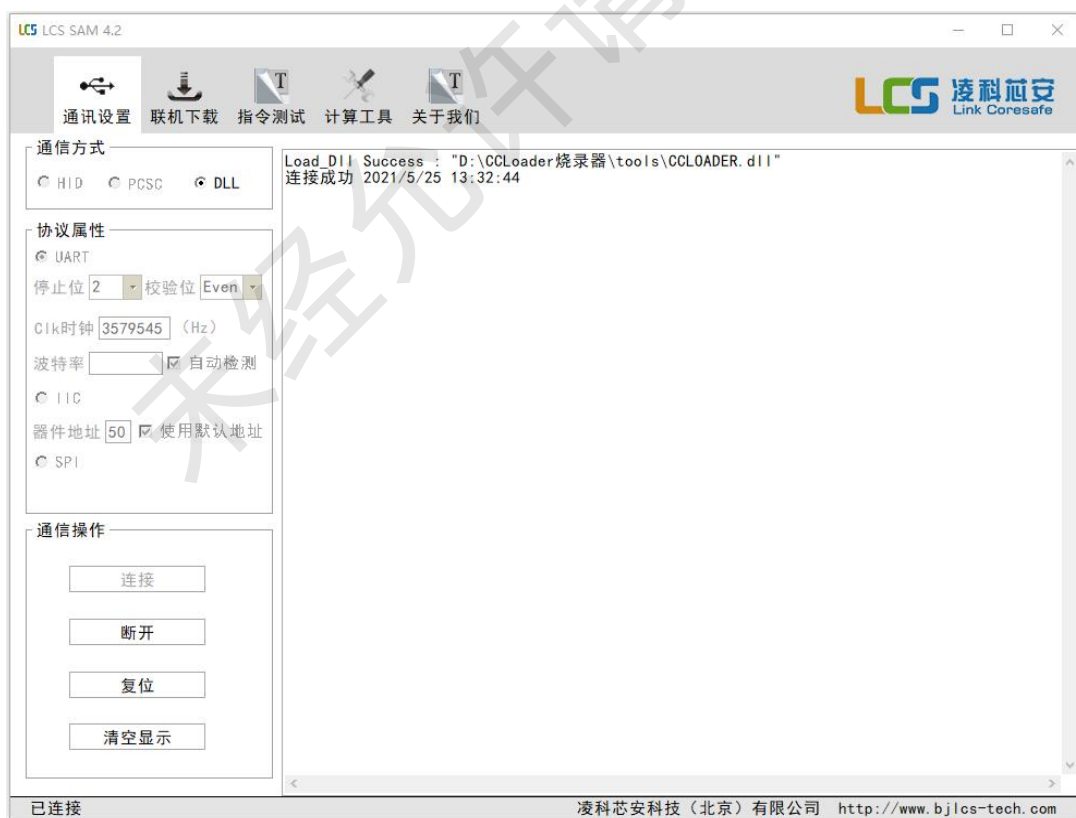 LCS LCS SAM 4.2
通讯设置 联机下载 指令测试 计算工具 关于我们
LCS 凌科芯安
Link Coresafe
通信方式
HID PCSC DLL
协议属性
UART
停止位 2 校验位 Even
Clk时钟 3579545 (Hz)
波特率 自动检测
IIC
器件地址 50 使用默认地址
SPI
通信操作
连接
断开
复位
清空显示
Load_Dll Success : "D:\CCLoader烧录器\tools\CCLOADER.dll"
连接成功 2021/5/25 13:32:44
已连接 凌科芯安科技（北京）有限公司 http://www.bjlcs-tech.com
未经允许